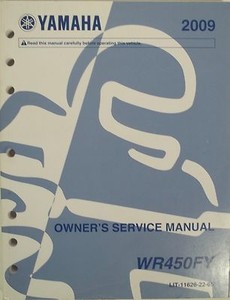 YAMAHA
2009
Read this manual carefully before operating this vehicle.
OWNER'S SERVICE MANUAL
WR450FY